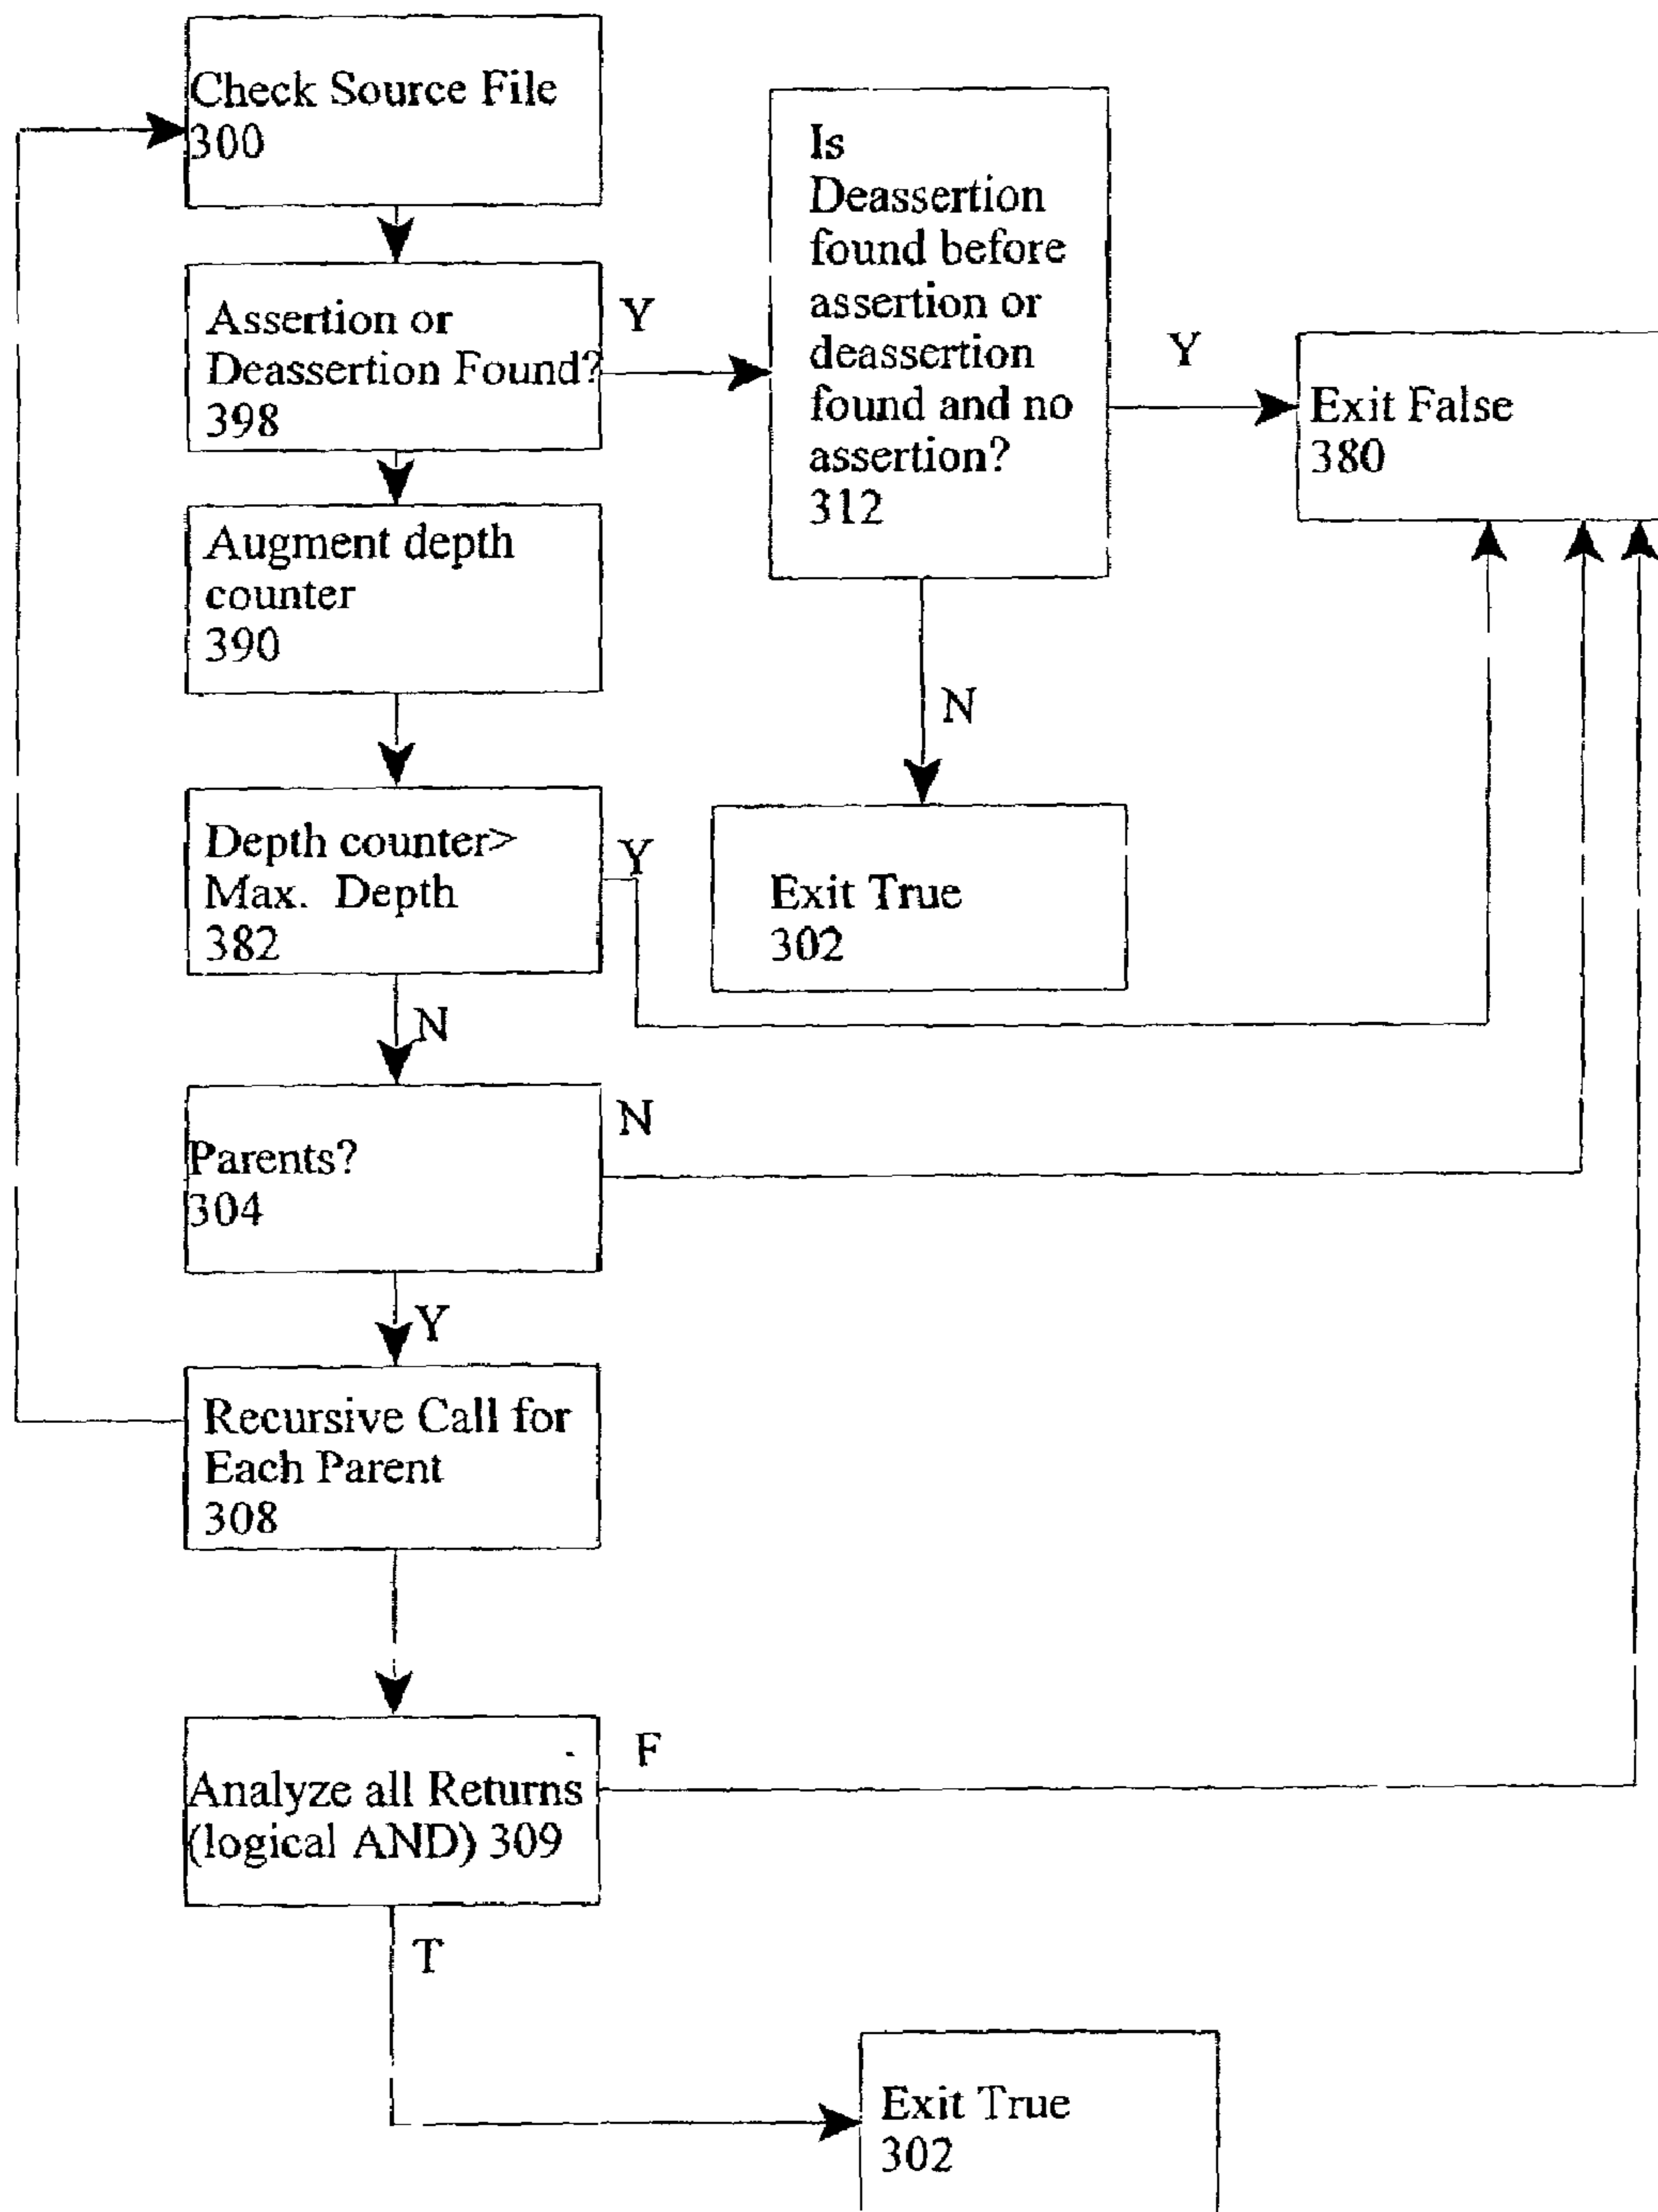 Check Source File
300
Assertion or
Deassertion Found?
398
Y
Is
Deassertion
found before
assertion or
deassertion
found and no
assertion?
312
Y
Exit False
380
Augment depth
counter
390
N
Depth counter>
Max. Depth
382
Y
Exit True
302
N
Parents?
304
N
Y
Recursive Call for
Each Parent
308
Analyze all Returns
(logical AND) 309
F
T
Exit True
302